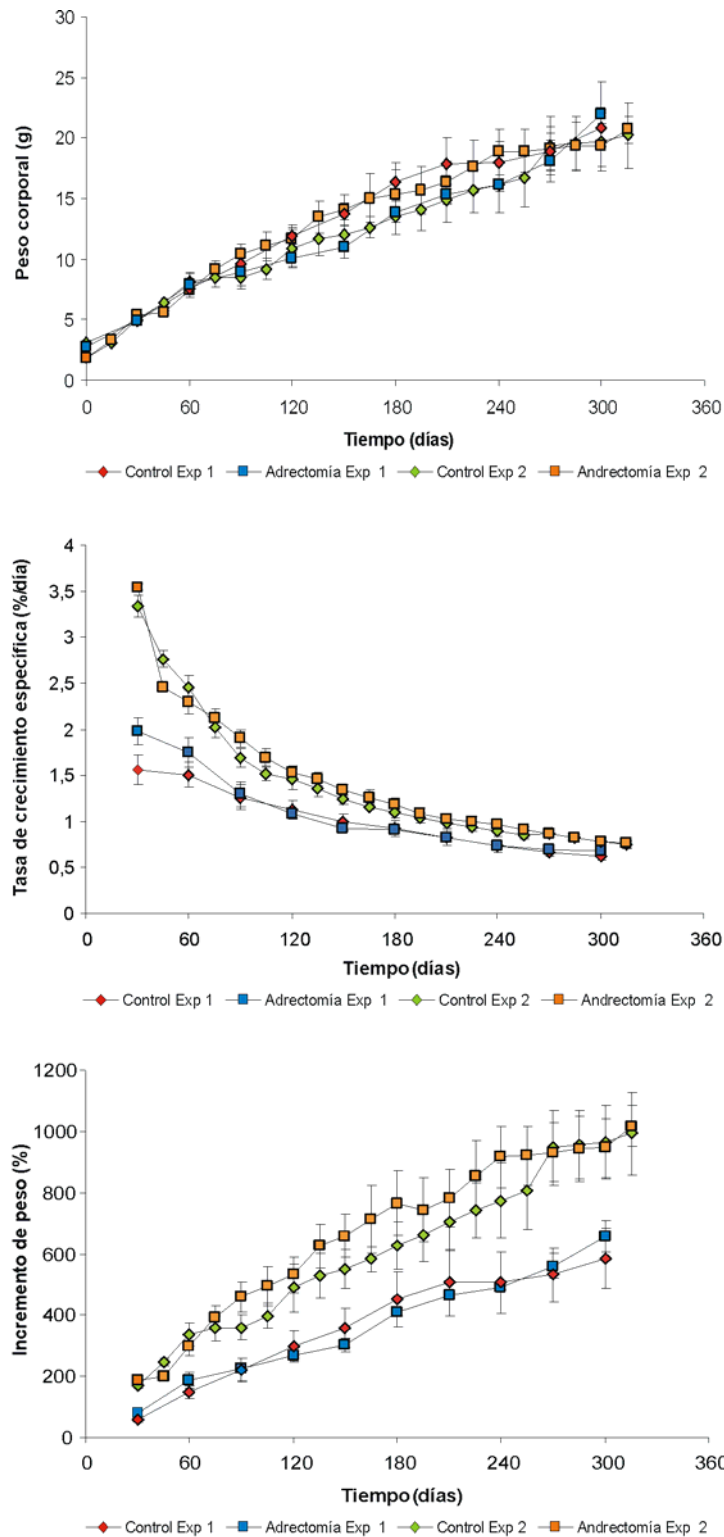 30
25
20
15
10
5
0
Peso corporal (g)
0 60 120 180 240 300 360
Tiempo (días)
Control Exp 1 Adrectomía Exp 1 Control Exp 2 Andrectomía Exp 2
4
3,5
3
2,5
2
1,5
1
0,5
0
Tasa de crecimiento específica (%/día)
0 60 120 180 240 300 360
Tiempo (días)
Control Exp 1 Adrectomía Exp 1 Control Exp 2 Andrectomía Exp 2
1200
1000
800
600
400
200
0
Incremento de peso (%)
0 60 120 180 240 300 360
Tiempo (días)
Control Exp 1 Adrectomía Exp 1 Control Exp 2 Andrectomía Exp 2